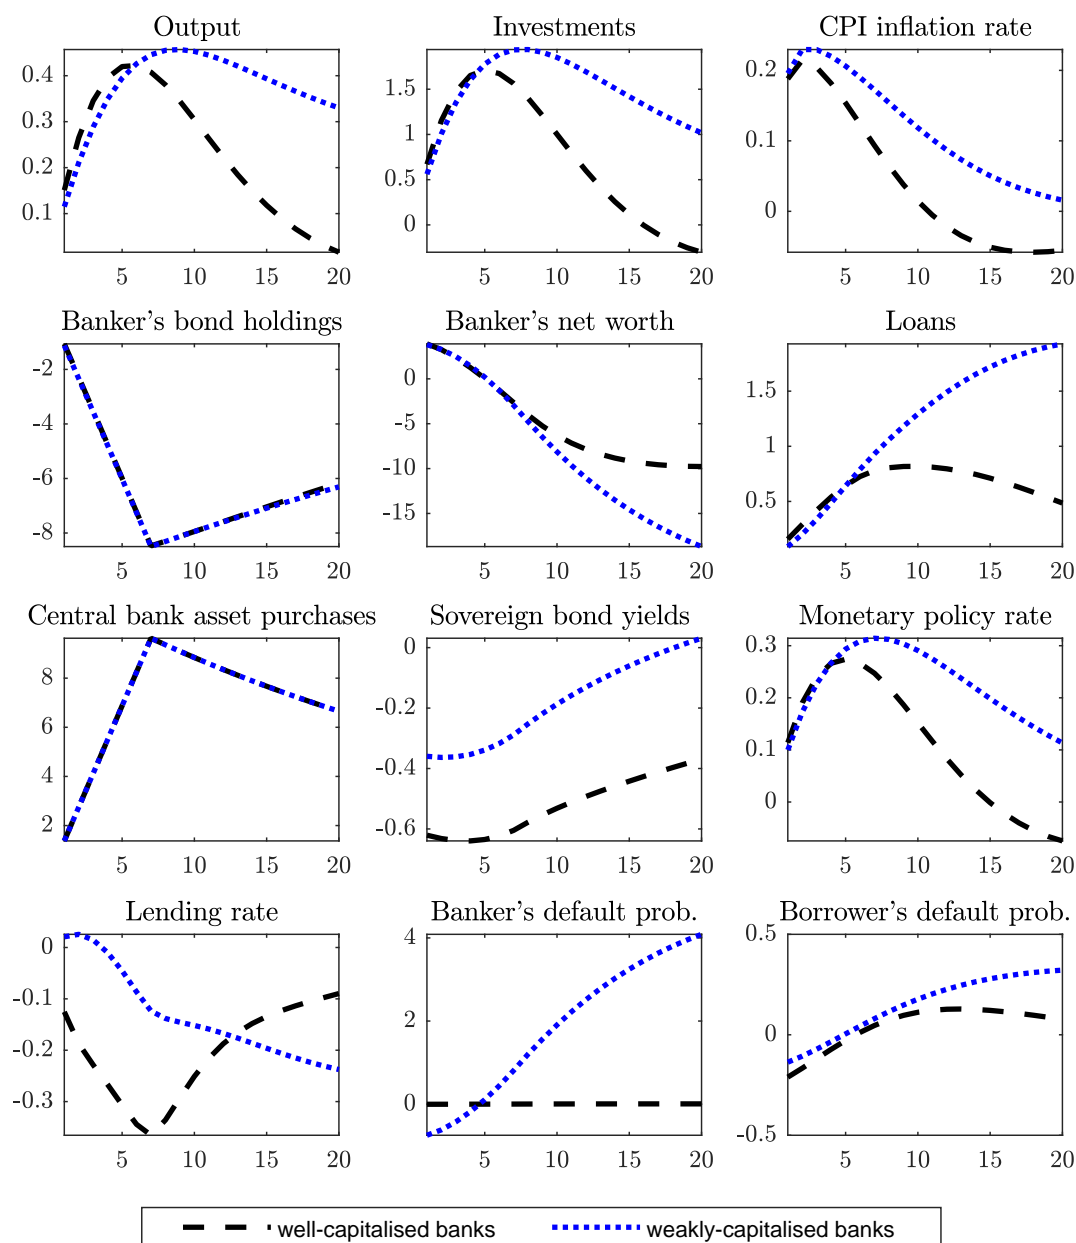 Output Investments CPI inflation rate
0.4 0.3 0.2 0.1
5 10 15 20
1.5 1 0.5 0
5 10 15 20
0.2 0.1 0
5 10 15 20
Banker's bond holdings Banker's net worth Loans
-2 -4 -6 -8
5 10 15 20
0 -5 -10 -15
5 10 15 20
1.5 1 0.5
5 10 15 20
Central bank asset purchases Sovereign bond yields Monetary policy rate
8 6 4 2
5 10 15 20
0 -0.2 -0.4 -0.6
5 10 15 20
0.3 0.2 0.1 0
5 10 15 20
Lending rate Banker's default prob. Borrower's default prob.
0 -0.1 -0.2 -0.3
5 10 15 20
4 2 0
5 10 15 20
0.5 0 -0.5
5 10 15 20
well-capitalised banks weakly-capitalised banks